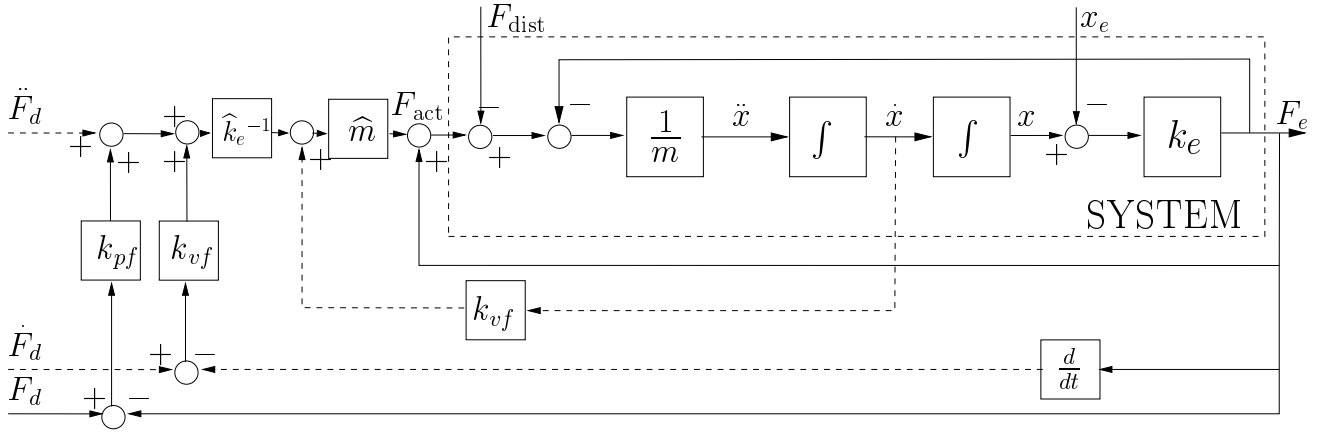 F_dist
x_e
F̈_d
+
+
+
+
k̂_e⁻¹
+
m̂
F_act
+
−
+
−
1/m
ẍ
∫
ẋ
∫
x
+
−
k_e
F_e
SYSTEM
k_pf
k_vf
k_vf
Ḟ_d
+
−
d/dt
F_d
+
−